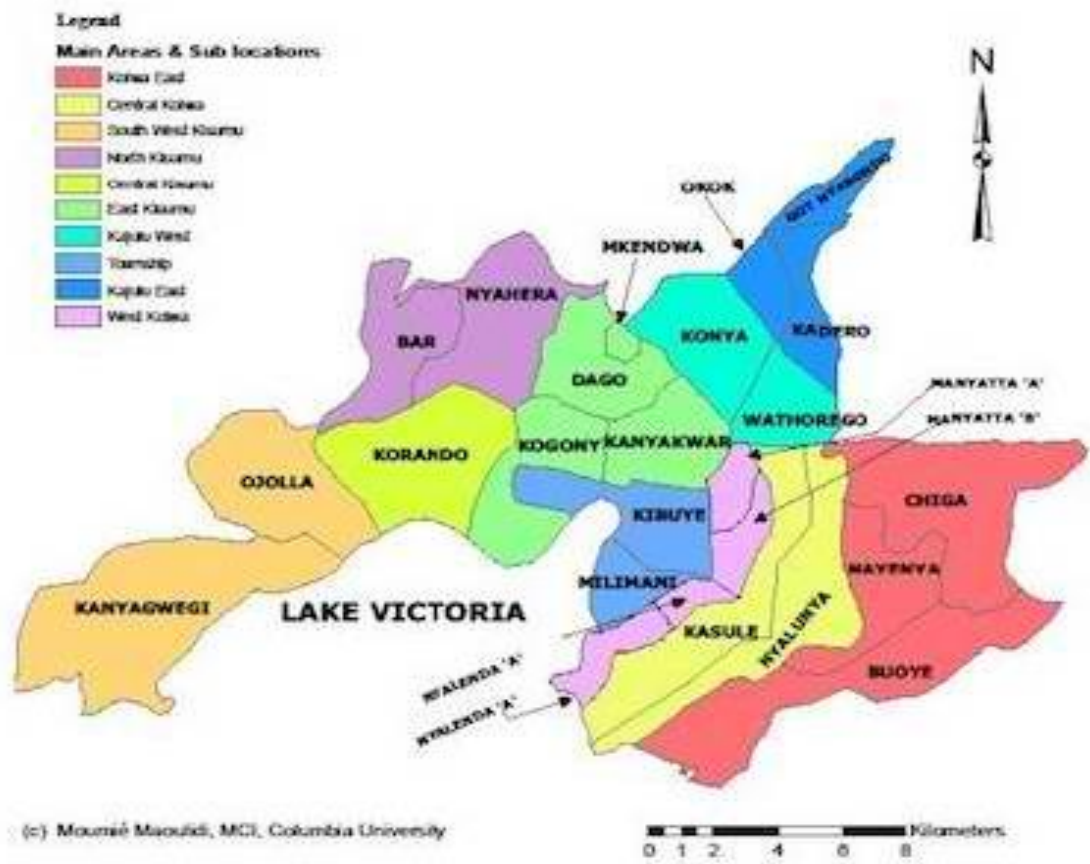 Legend
Main Areas & Sub locations
Kolwa East
Central Kolwa
South West Kisumu
North Kisumu
Central Kisumu
East Kisumu
Kajulu West
Township
Kajulu East
West Kolwa
N
OKOK
MKENDWA
NYAHERA
BAR
KONYA
KADERO
DAGO
MANYATTA 'A'
MANYATTA 'B'
WATHOREGO
KOGONY
KANYAKWAR
KORANDO
OJOLLA
CHIGA
KIBUYE
MAYENYA
MILIMANI
KANYAGWEGI
LAKE VICTORIA
KASULE
NYALUNYA
BUOYE
NYALENDA 'A'
NYALENDA 'A'
(c) Moumié Maoulidi, MCI, Columbia University
Kilometers
0 1 2 4 6 8